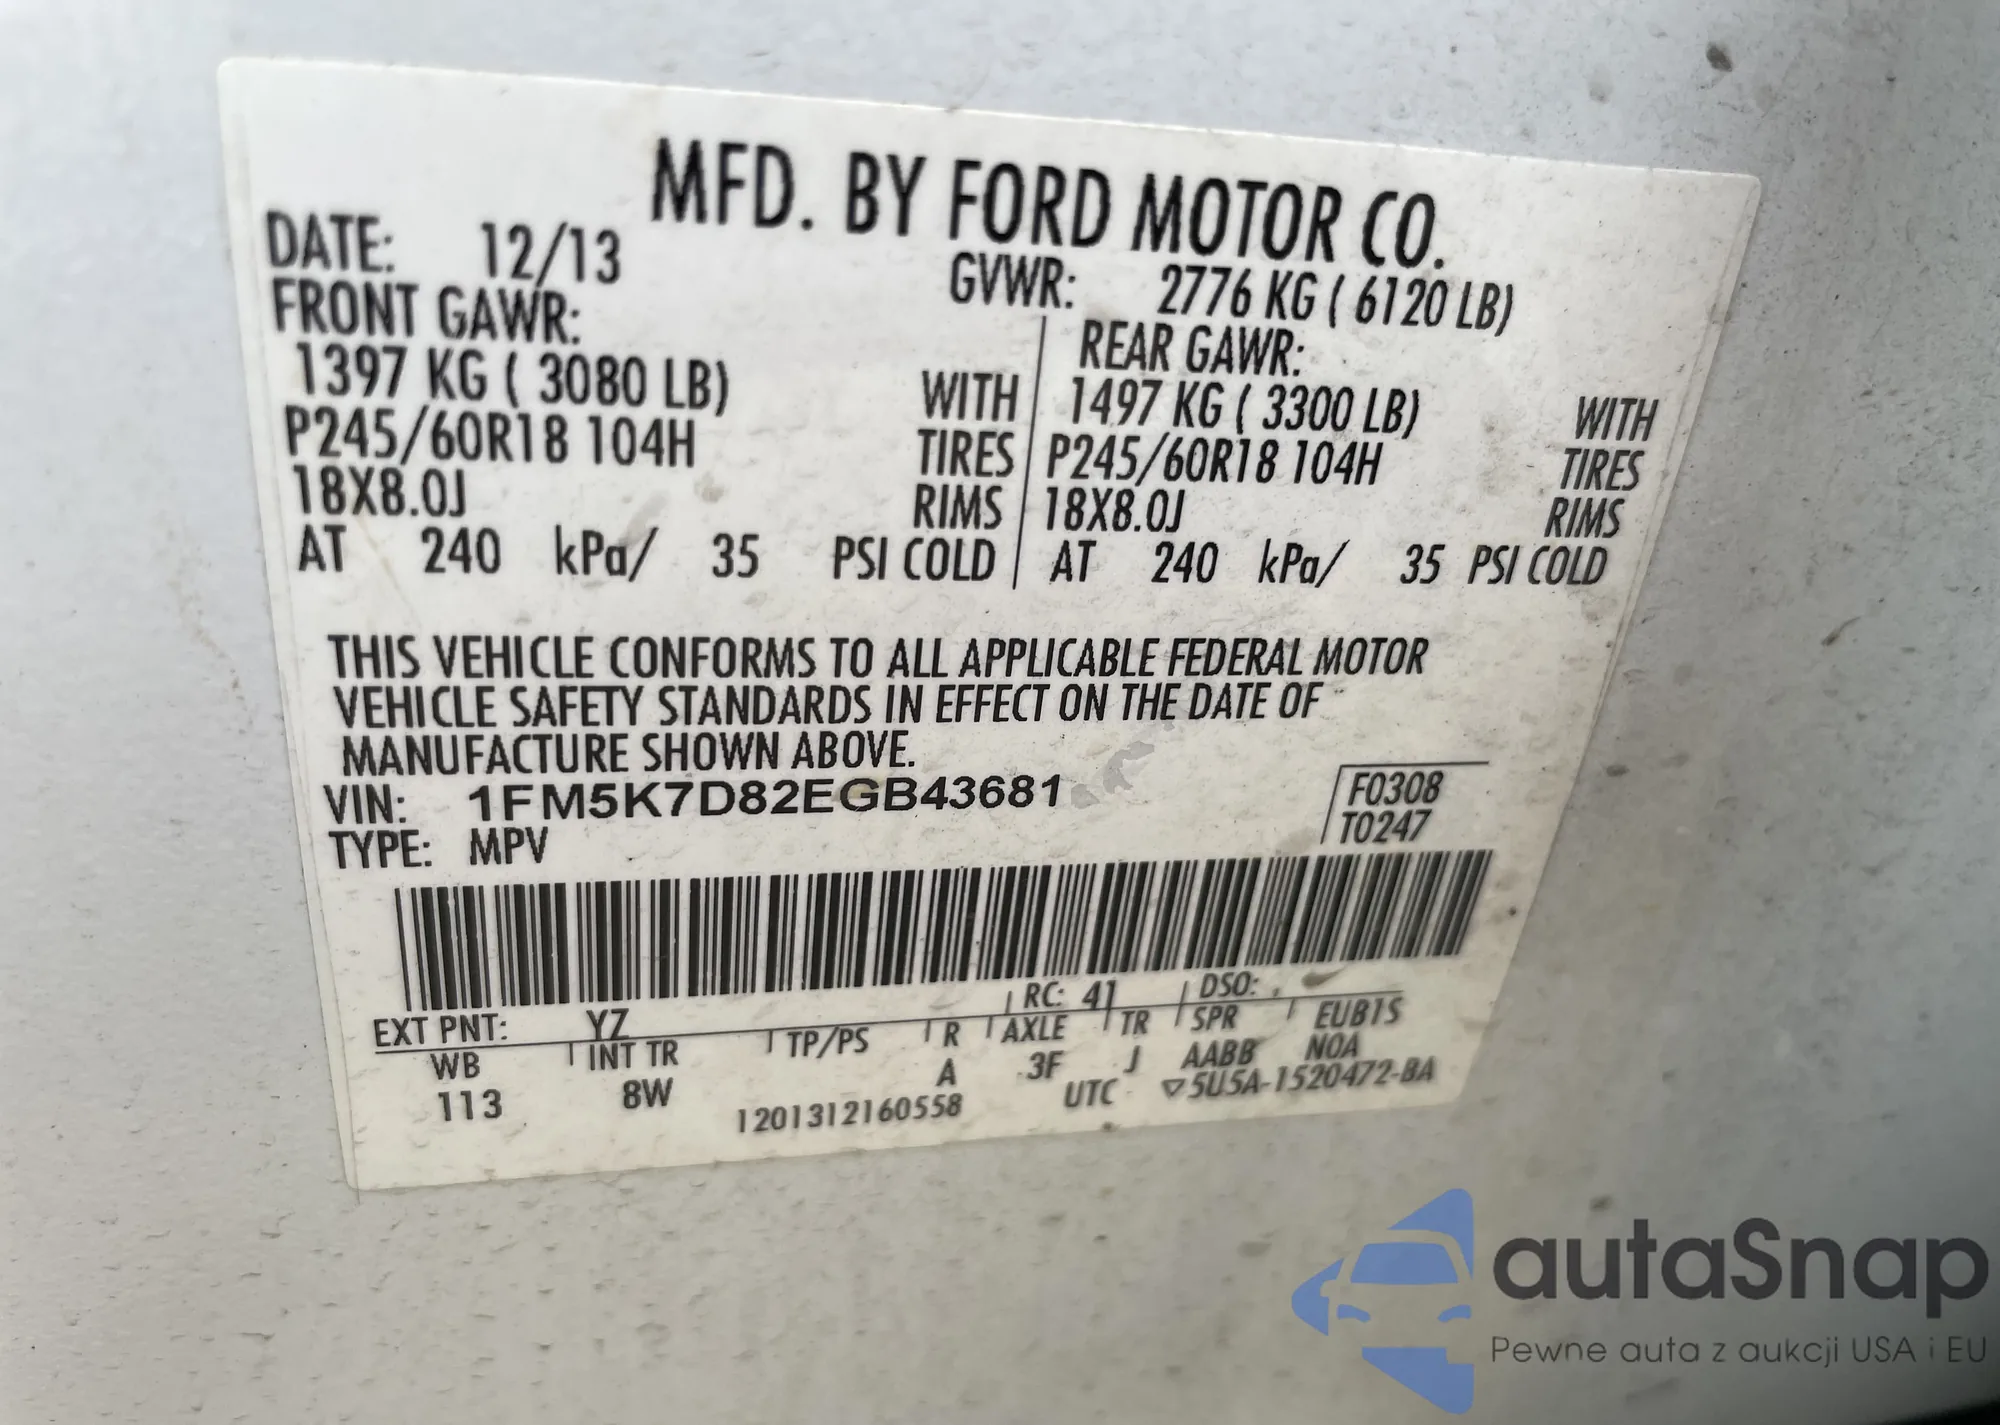 MFD. BY FORD MOTOR CO.
DATE: 12/13
GVWR: 2776 KG ( 6120 LB)
FRONT GAWR:
1397 KG ( 3080 LB) WITH
P245/60R18 104H TIRES
18X8.0J RIMS
AT 240 kPa/ 35 PSI COLD
REAR GAWR:
1497 KG ( 3300 LB) WITH
P245/60R18 104H TIRES
18X8.0J RIMS
AT 240 kPa/ 35 PSI COLD
THIS VEHICLE CONFORMS TO ALL APPLICABLE FEDERAL MOTOR
VEHICLE SAFETY STANDARDS IN EFFECT ON THE DATE OF
MANUFACTURE SHOWN ABOVE.
VIN: 1FM5K7D82EGB43681
TYPE: MPV
F0308
T0247
EXT PNT: YZ RC: 41 DSO:
WB INT TR TP/PS R AXLE TR SPR EUB1S
113 8W A 3F J AABB NOA
1201312160558 UTC ▽5U5A-1520472-BA
autaSnap
Pewne auta z aukcji USA i EU